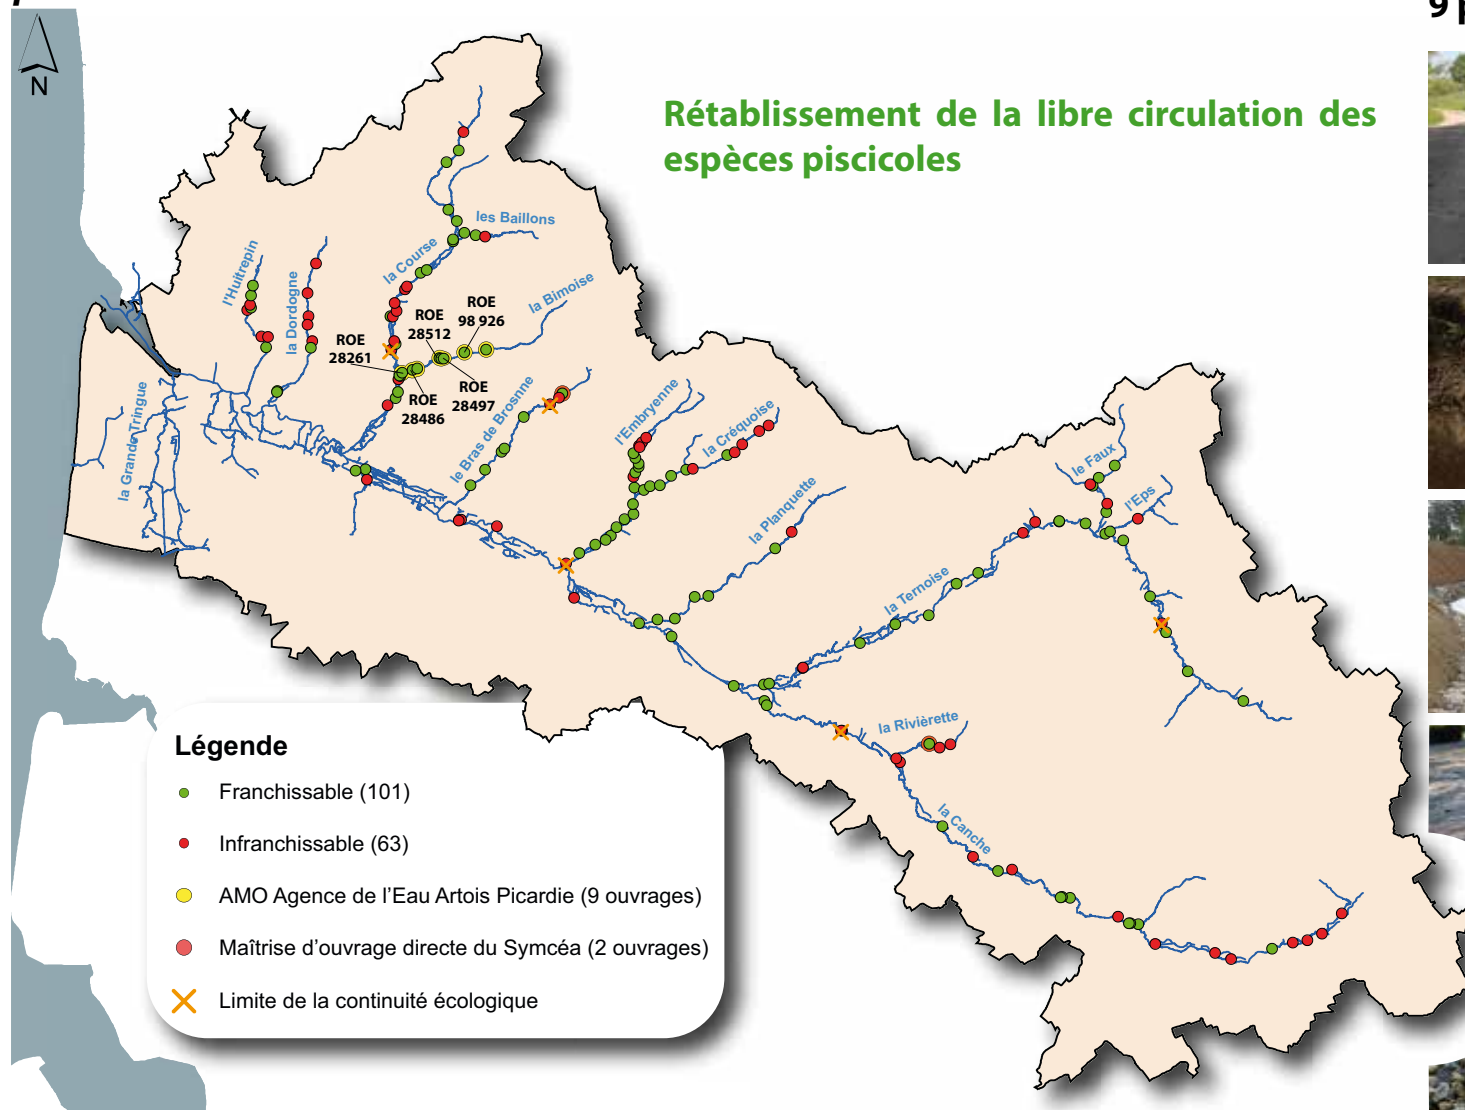 9 p
N
Rétablissement de la libre circulation des
espèces piscicoles
les Baillons
la Course
l'Huitrepin
la Dordogne
la Bimoise
ROE
98 926
ROE
28512
ROE
28261
ROE
28497
ROE
28486
la Grande Tringue
le Bras de Brosnne
l'Embryenne
la Créquoise
la Planquette
le Faux
l'Eps
la Ternoise
la Rivièrette
la Canche
Légende
Franchissable (101)
Infranchissable (63)
AMO Agence de l'Eau Artois Picardie (9 ouvrages)
Maîtrise d'ouvrage directe du Symcéa (2 ouvrages)
Limite de la continuité écologique